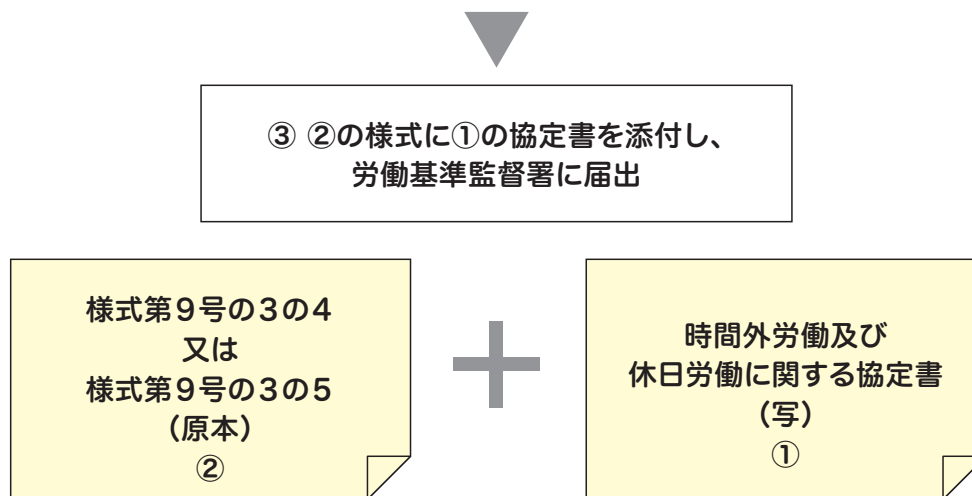 ③ ②の様式に①の協定書を添付し、
労働基準監督署に届出
様式第9号の3の4
又は
様式第9号の3の5
(原本)
②
時間外労働及び
休日労働に関する協定書
(写)
①